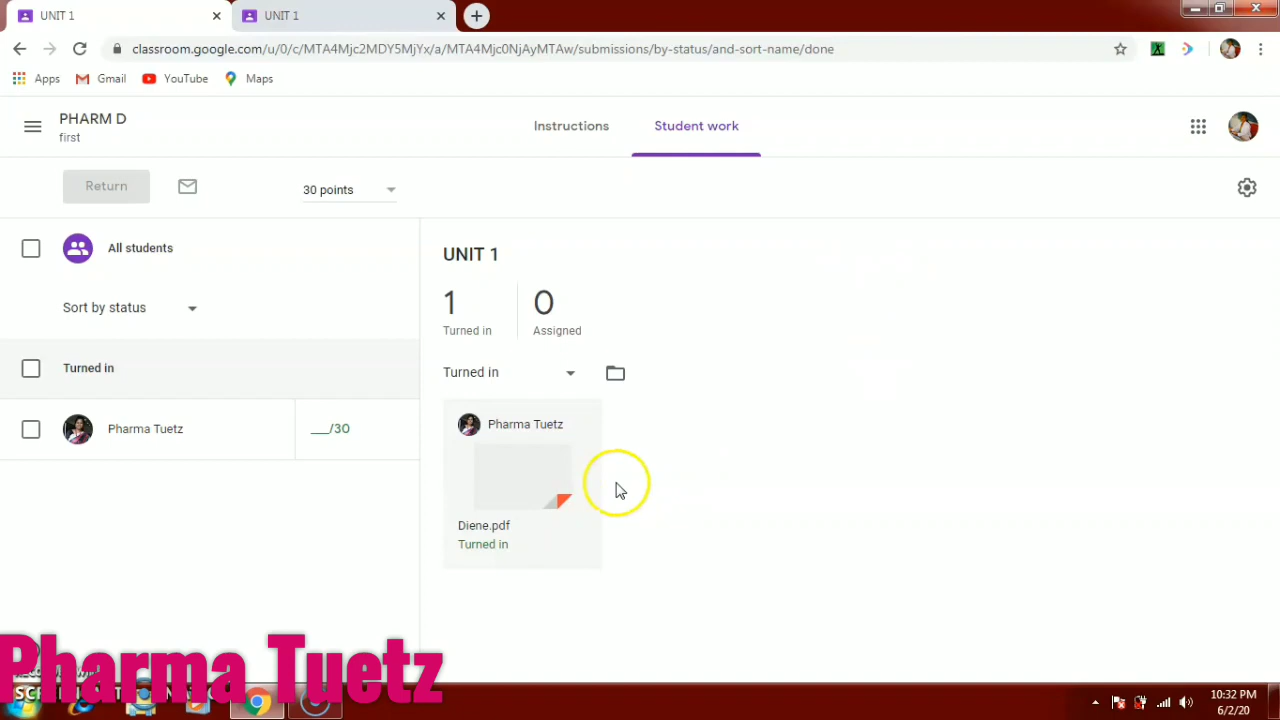 UNIT 1
UNIT 1
classroom.google.com/u/0/c/MTA4Mjc2MDY5MjYx/a/MTA4Mjc0NjAyMTAw/submissions/by-status/and-sort-name/done
Apps Gmail YouTube Maps
PHARM D
first
Instructions Student work
Return 30 points
All students
Sort by status
Turned in
Pharma Tuetz __/30
UNIT 1
1 0
Turned in Assigned
Turned in
Pharma Tuetz
Diene.pdf
Turned in
Pharma Tuetz
10:32 PM
6/2/20